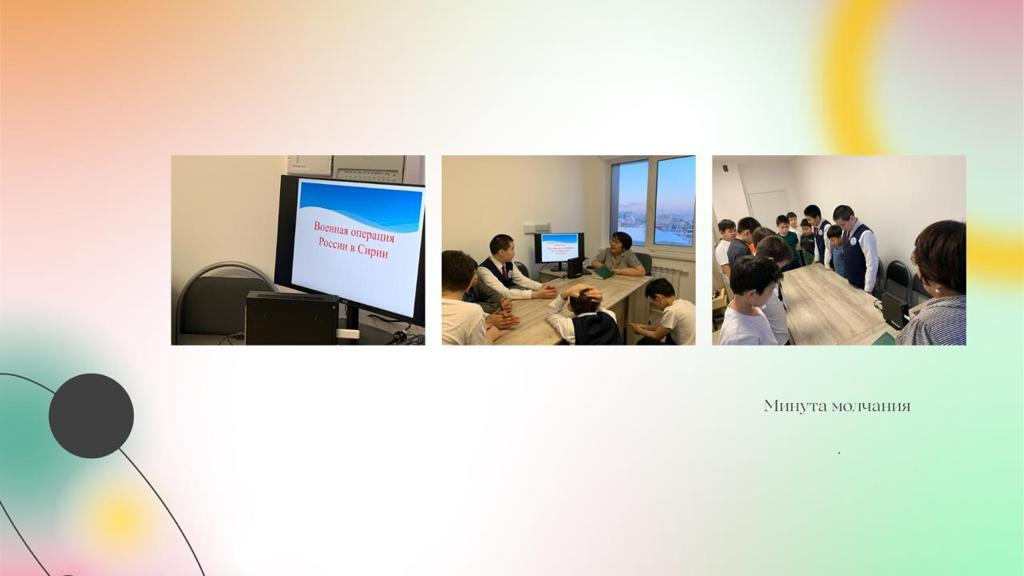 Военная операция
России в Сирии
Минута молчания
.